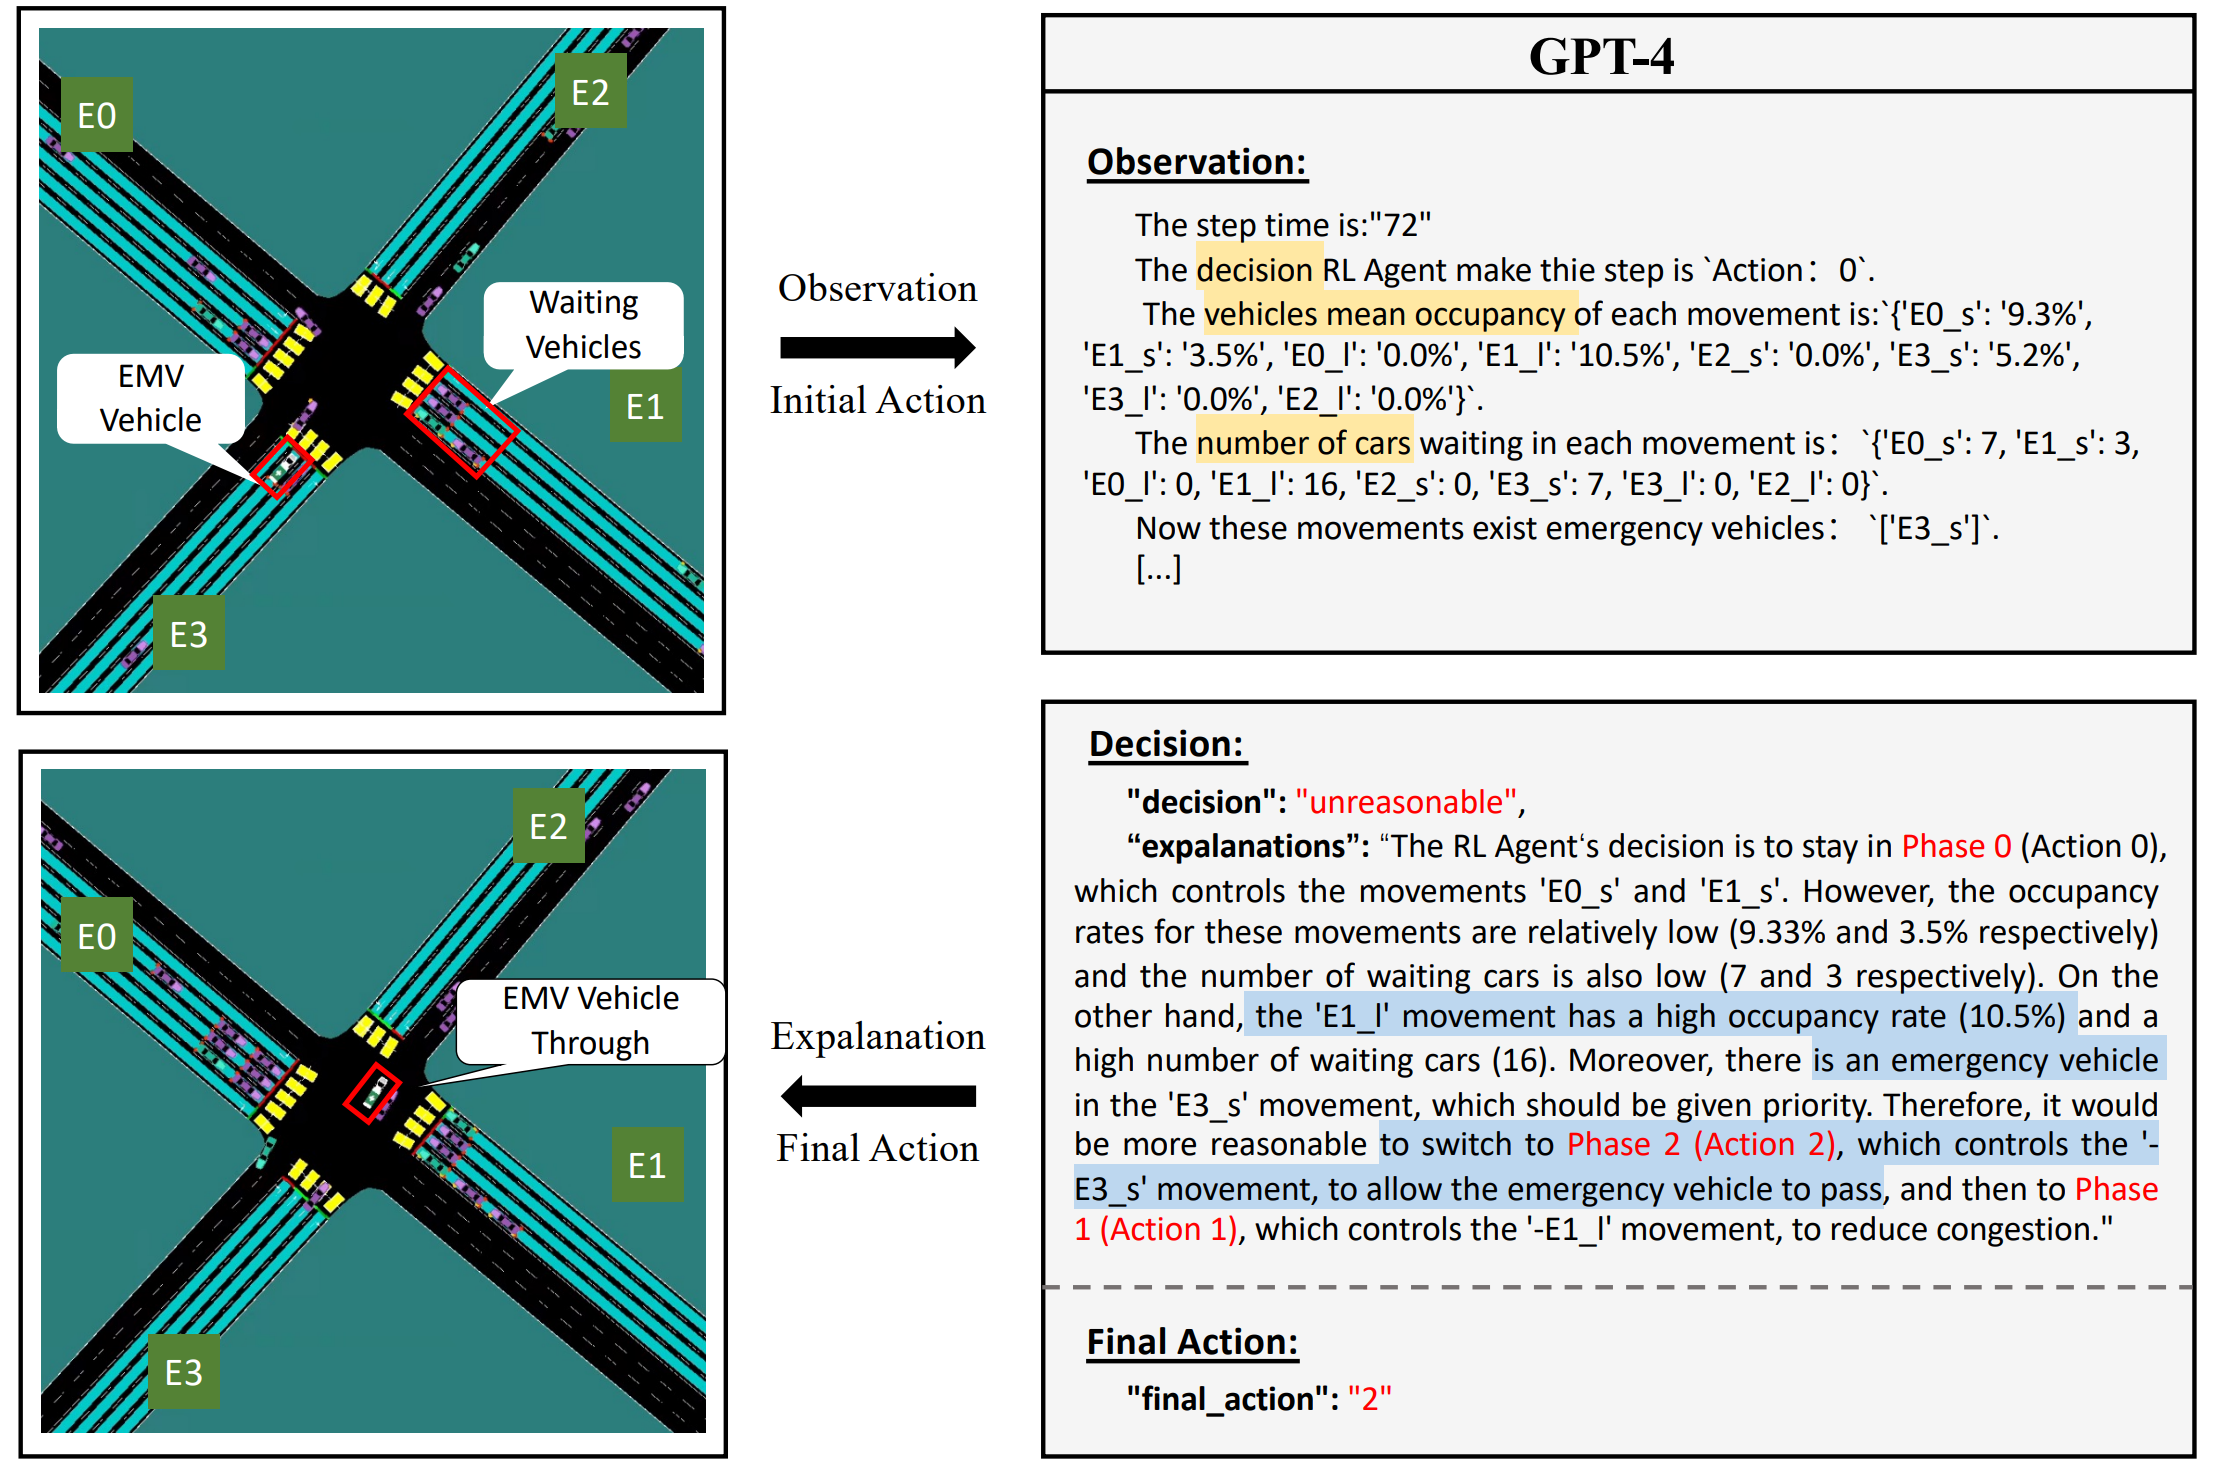 E0
E2
Waiting
Vehicles
EMV
Vehicle
E1
E3
Observation
Initial Action
GPT-4
Observation:
The step time is:"72"
The decision RL Agent make thie step is `Action： 0`.
The vehicles mean occupancy of each movement is:`{'E0_s': '9.3%',
'E1_s': '3.5%', 'E0_l': '0.0%', 'E1_l': '10.5%', 'E2_s': '0.0%', 'E3_s': '5.2%',
'E3_l': '0.0%', 'E2_l': '0.0%'}`.
The number of cars waiting in each movement is： `{'E0_s': 7, 'E1_s': 3,
'E0_l': 0, 'E1_l': 16, 'E2_s': 0, 'E3_s': 7, 'E3_l': 0, 'E2_l': 0}`.
Now these movements exist emergency vehicles： `['E3_s']`.
[...]
E2
E0
EMV Vehicle
Through
E1
E3
Expalanation
Final Action
Decision:
"decision": "unreasonable",
“expalanations”: “The RL Agent‘s decision is to stay in Phase 0 (Action 0),
which controls the movements 'E0_s' and 'E1_s'. However, the occupancy
rates for these movements are relatively low (9.33% and 3.5% respectively)
and the number of waiting cars is also low (7 and 3 respectively). On the
other hand, the 'E1_l' movement has a high occupancy rate (10.5%) and a
high number of waiting cars (16). Moreover, there is an emergency vehicle
in the 'E3_s' movement, which should be given priority. Therefore, it would
be more reasonable to switch to Phase 2 (Action 2), which controls the '-
E3_s' movement, to allow the emergency vehicle to pass, and then to Phase
1 (Action 1), which controls the '-E1_l' movement, to reduce congestion."
Final Action:
"final_action": "2"